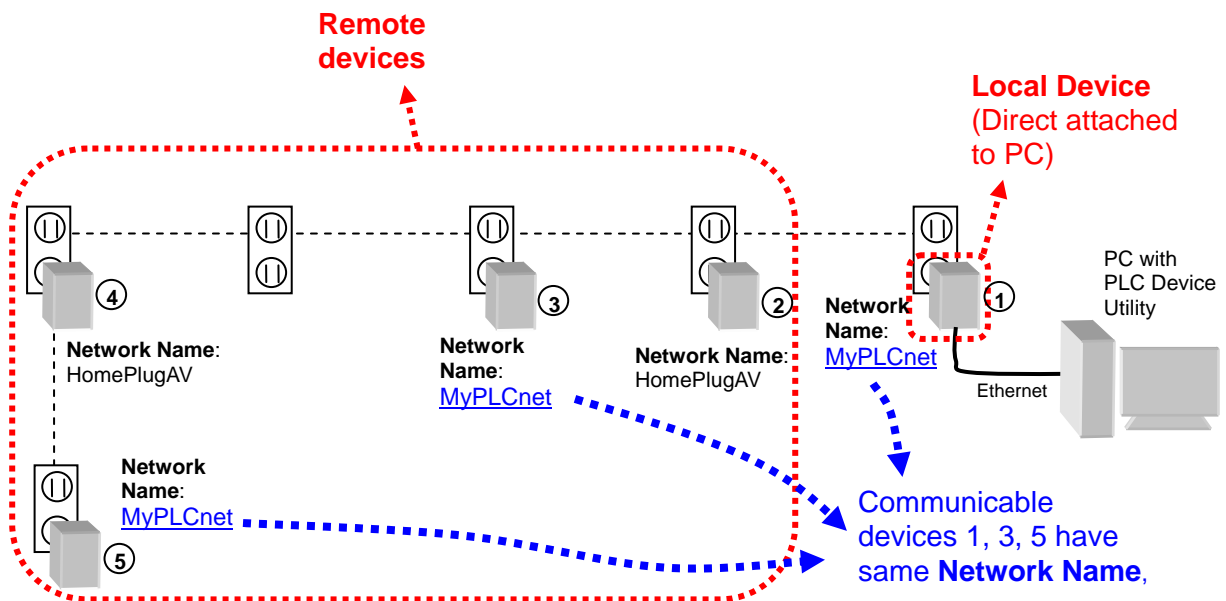 Remote
devices
Local Device
(Direct attached
to PC)
PC with
PLC Device
Utility
4
3
2
1
Network Name:
HomePlugAV
Network
Name:
MyPLCnet
Network Name:
HomePlugAV
Network
Name:
MyPLCnet
Ethernet
Network
Name:
MyPLCnet
5
Communicable
devices 1, 3, 5 have
same Network Name,